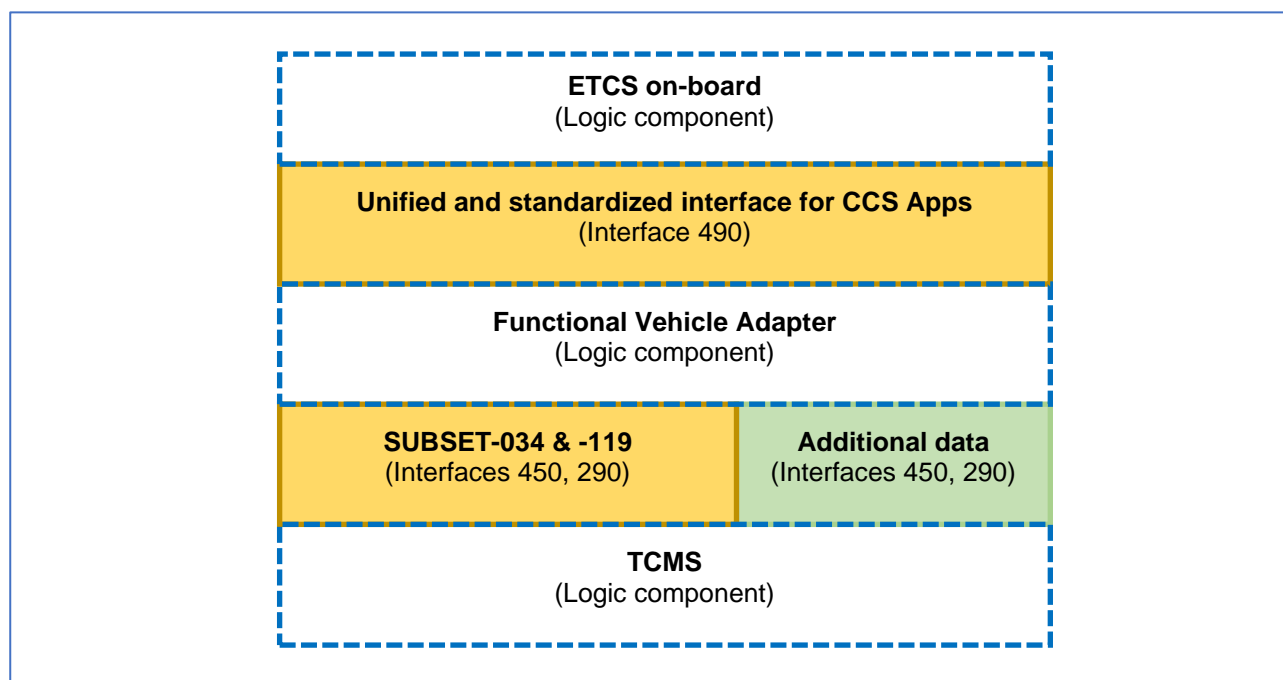 ETCS on-board
(Logic component)
Unified and standardized interface for CCS Apps
(Interface 490)
Functional Vehicle Adapter
(Logic component)
SUBSET-034 & -119
(Interfaces 450, 290)
Additional data
(Interfaces 450, 290)
TCMS
(Logic component)